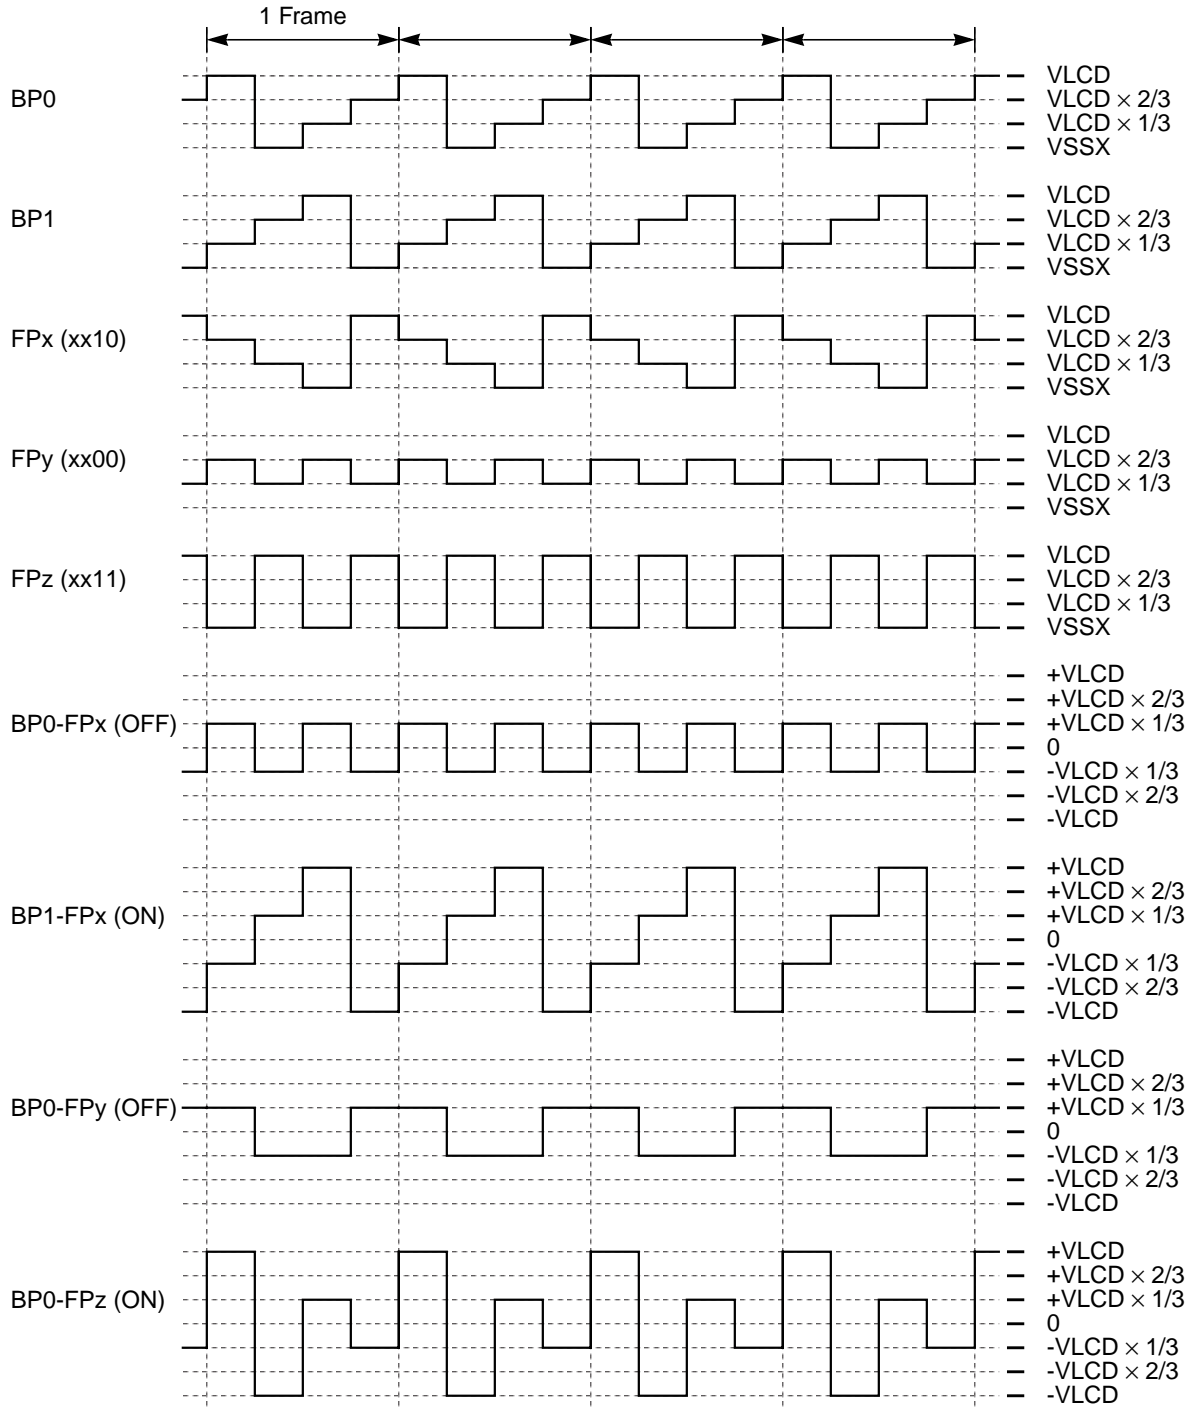 1 Frame
BP0
VLCD
VLCD × 2/3
VLCD × 1/3
VSSX
BP1
VLCD
VLCD × 2/3
VLCD × 1/3
VSSX
FPx (xx10)
VLCD
VLCD × 2/3
VLCD × 1/3
VSSX
FPy (xx00)
VLCD
VLCD × 2/3
VLCD × 1/3
VSSX
FPz (xx11)
VLCD
VLCD × 2/3
VLCD × 1/3
VSSX
BP0-FPx (OFF)
+VLCD
+VLCD × 2/3
+VLCD × 1/3
0
-VLCD × 1/3
-VLCD × 2/3
-VLCD
BP1-FPx (ON)
+VLCD
+VLCD × 2/3
+VLCD × 1/3
0
-VLCD × 1/3
-VLCD × 2/3
-VLCD
BP0-FPy (OFF)
+VLCD
+VLCD × 2/3
+VLCD × 1/3
0
-VLCD × 1/3
-VLCD × 2/3
-VLCD
BP0-FPz (ON)
+VLCD
+VLCD × 2/3
+VLCD × 1/3
0
-VLCD × 1/3
-VLCD × 2/3
-VLCD